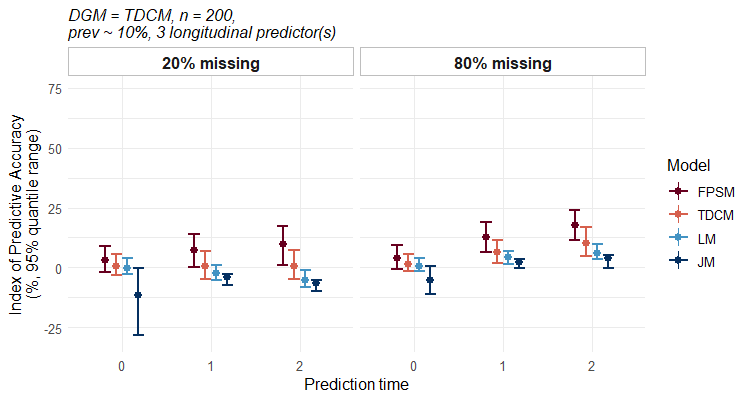 DGM = TDCM, n = 200,
prev ~ 10%, 3 longitudinal predictor(s)
20% missing
80% missing
Index of Predictive Accuracy
(%, 95% quantile range)
75
50
25
0
-25
0
1
2
0
1
2
Prediction time
Model
FPSM
TDCM
LM
JM